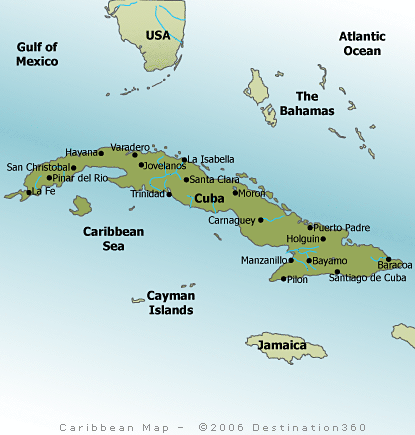 USA
Gulf of
Mexico
Atlantic
Ocean
The
Bahamas
Havana
Varadero
La Isabella
San Christobal
Jovelanos
Pinar del Rio
Santa Clara
La Fe
Trinidad
Cuba
Moron
Carnaguey
Caribbean
Sea
Puerto Padre
Holguin
Manzanillo
Bayamo
Baracoa
Pilon
Santiago de Cuba
Cayman
Islands
Jamaica
Caribbean Map – ©2006 Destination360